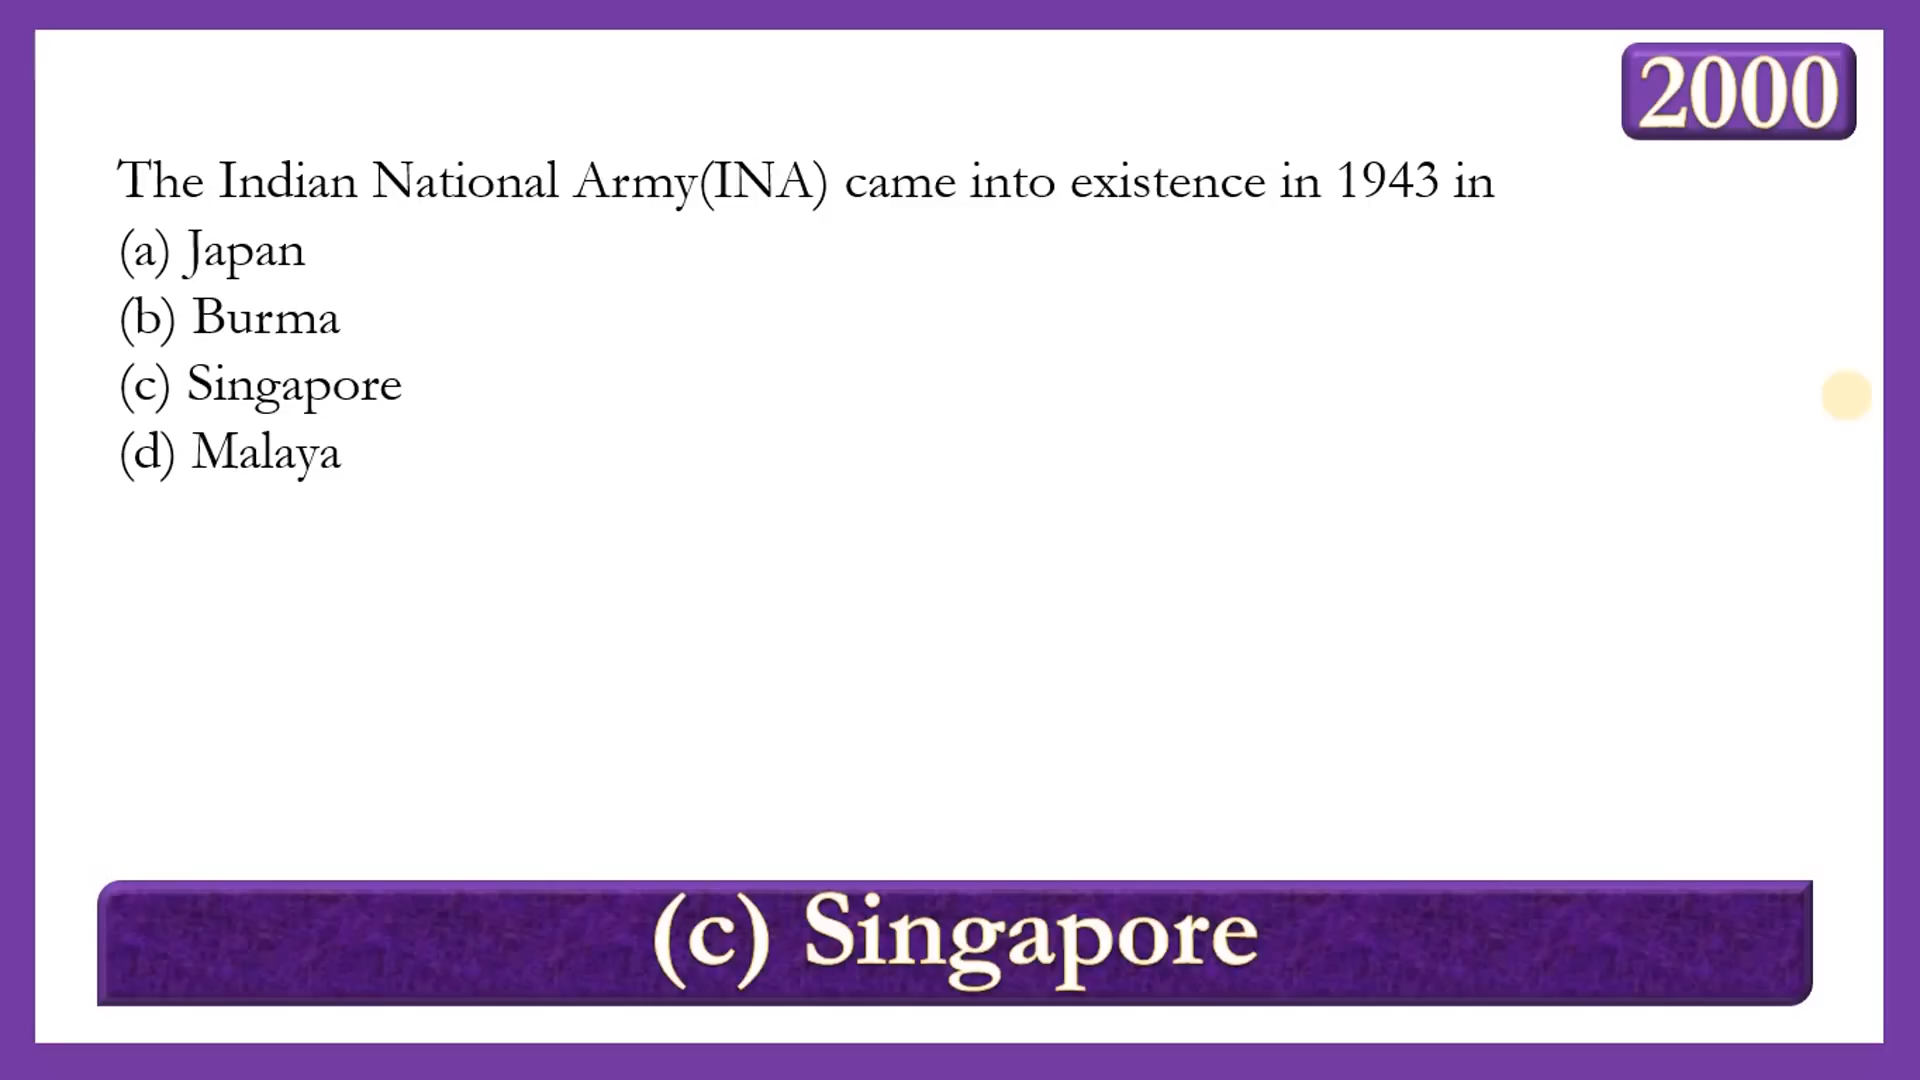 2000
The Indian National Army(INA) came into existence in 1943 in
(a) Japan
(b) Burma
(c) Singapore
(d) Malaya
(c) Singapore